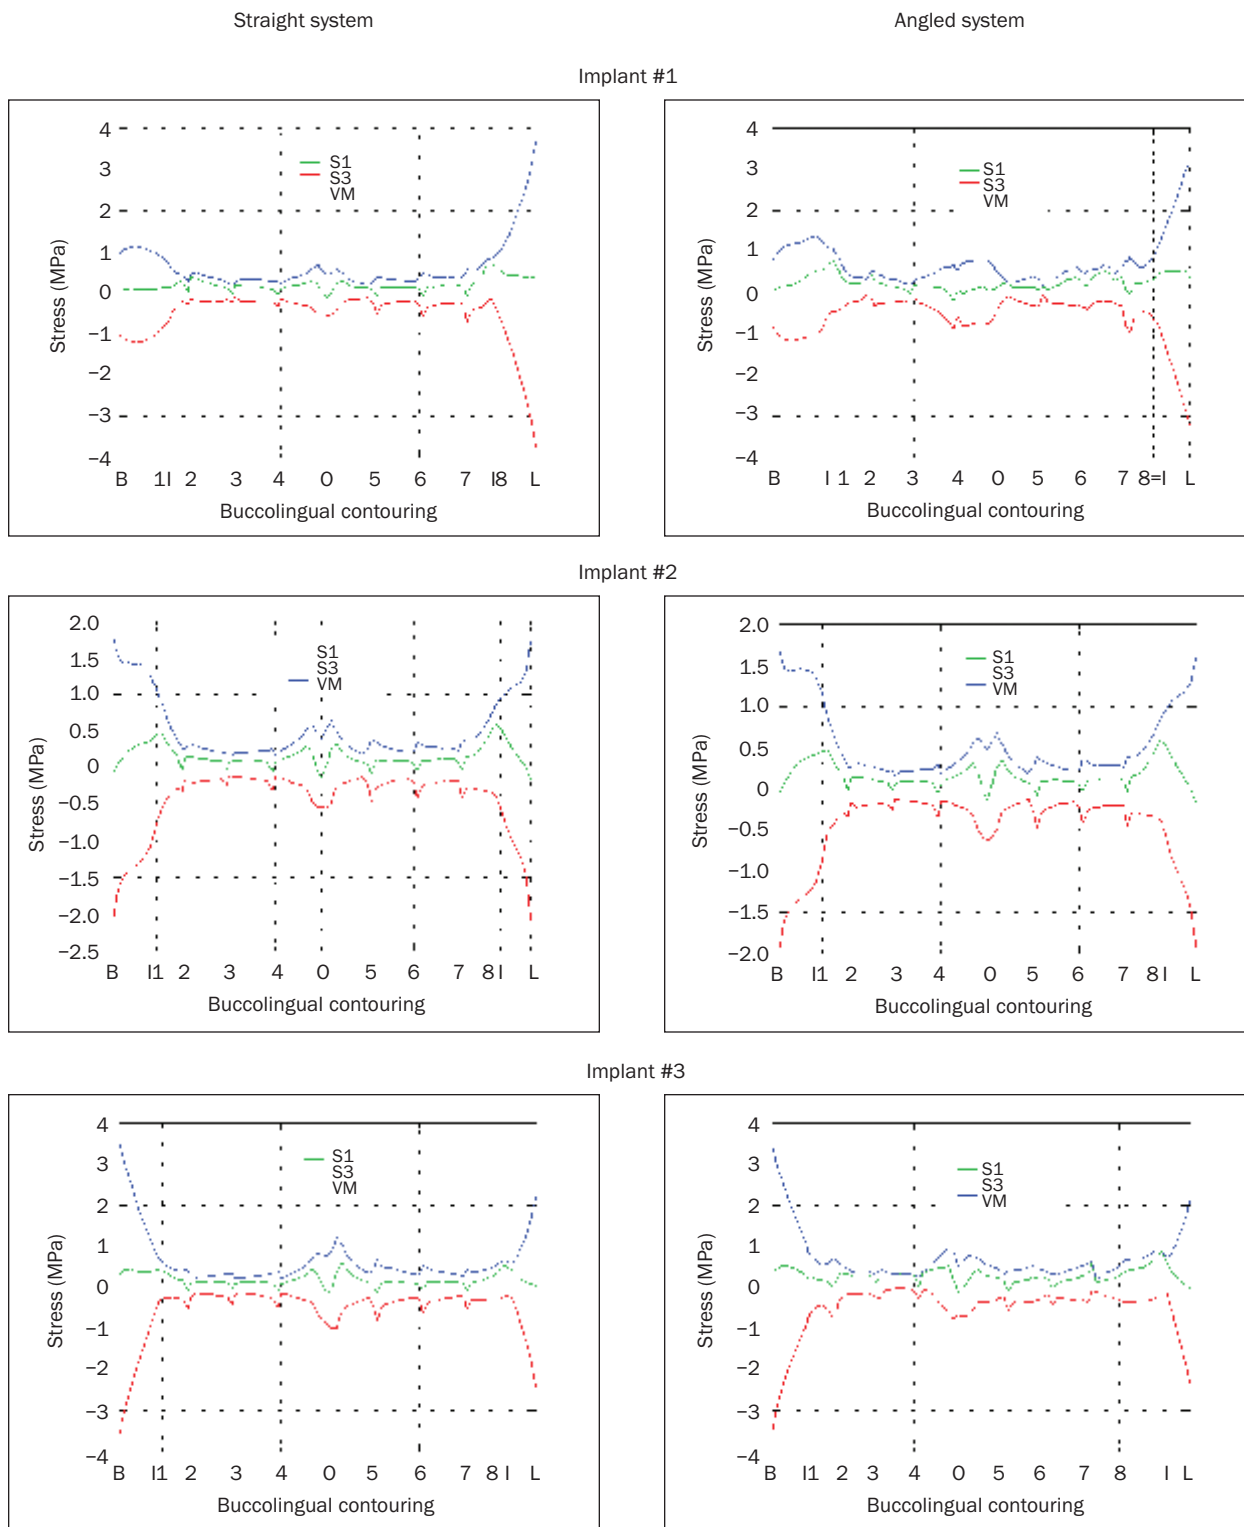 Straight system
Angled system
Implant #1
4
3
2
1
0
−1
−2
−3
−4
Stress (MPa)
S1
S3
VM
B 1I 2 3 4 0 5 6 7 I8 L
Buccolingual contouring
4
3
2
1
0
−1
−2
−3
−4
Stress (MPa)
S1
S3
VM
B I 1 2 3 4 0 5 6 7 8=I L
Buccolingual contouring
Implant #2
2.0
1.5
1.0
0.5
0
−0.5
−1.0
−1.5
−2.0
−2.5
Stress (MPa)
S1
S3
VM
B I1 2 3 4 0 5 6 7 8I L
Buccolingual contouring
2.0
1.5
1.0
0.5
0
−0.5
−1.0
−1.5
−2.0
Stress (MPa)
S1
S3
VM
B I1 2 3 4 0 5 6 7 8I L
Buccolingual contouring
Implant #3
4
3
2
1
0
−1
−2
−3
−4
Stress (MPa)
S1
S3
VM
B I1 2 3 4 0 5 6 7 8 I L
Buccolingual contouring
4
3
2
1
0
−1
−2
−3
−4
Stress (MPa)
S1
S3
VM
B I1 2 3 4 0 5 6 7 8 I L
Buccolingual contouring